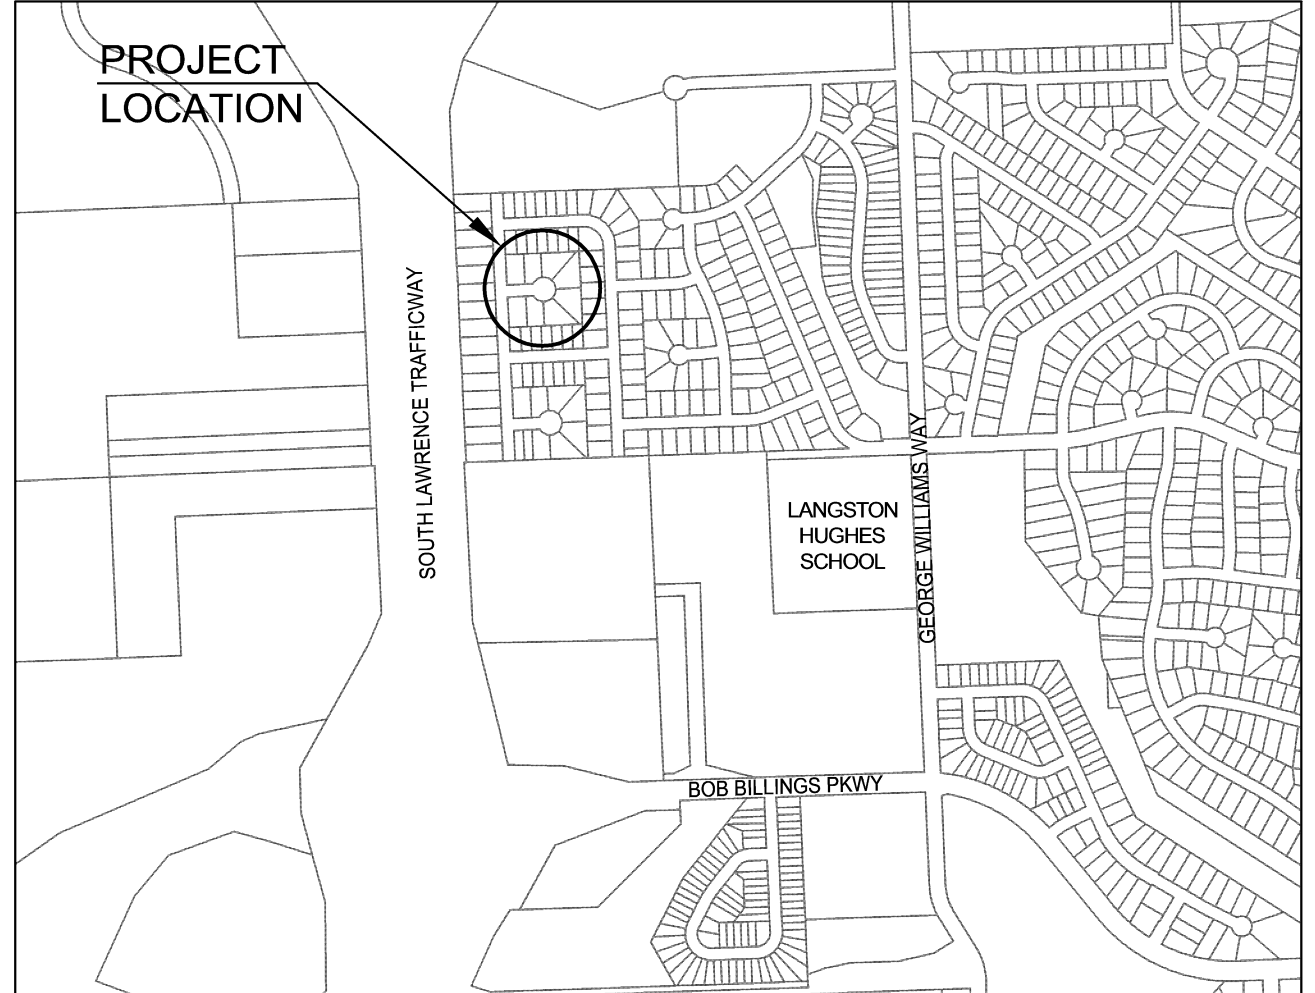 PROJECT
LOCATION
SOUTH LAWRENCE TRAFFICWAY
GEORGE WILLIAMS WAY
LANGSTON
HUGHES
SCHOOL
BOB BILLINGS PKWY